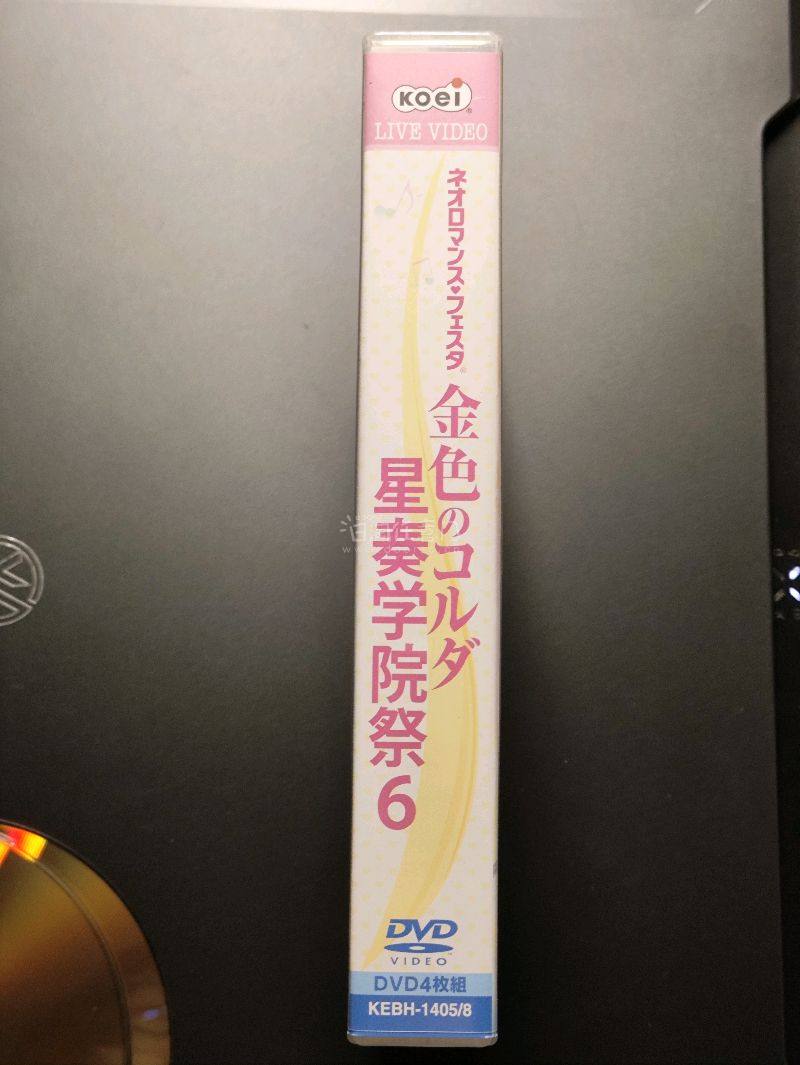 KOEI
LIVE VIDEO
ネオロマンス♥フェスタ®
金色のコルダ
星奏学院祭6
DVD
VIDEO
DVD4枚組
KEBH-1405/8